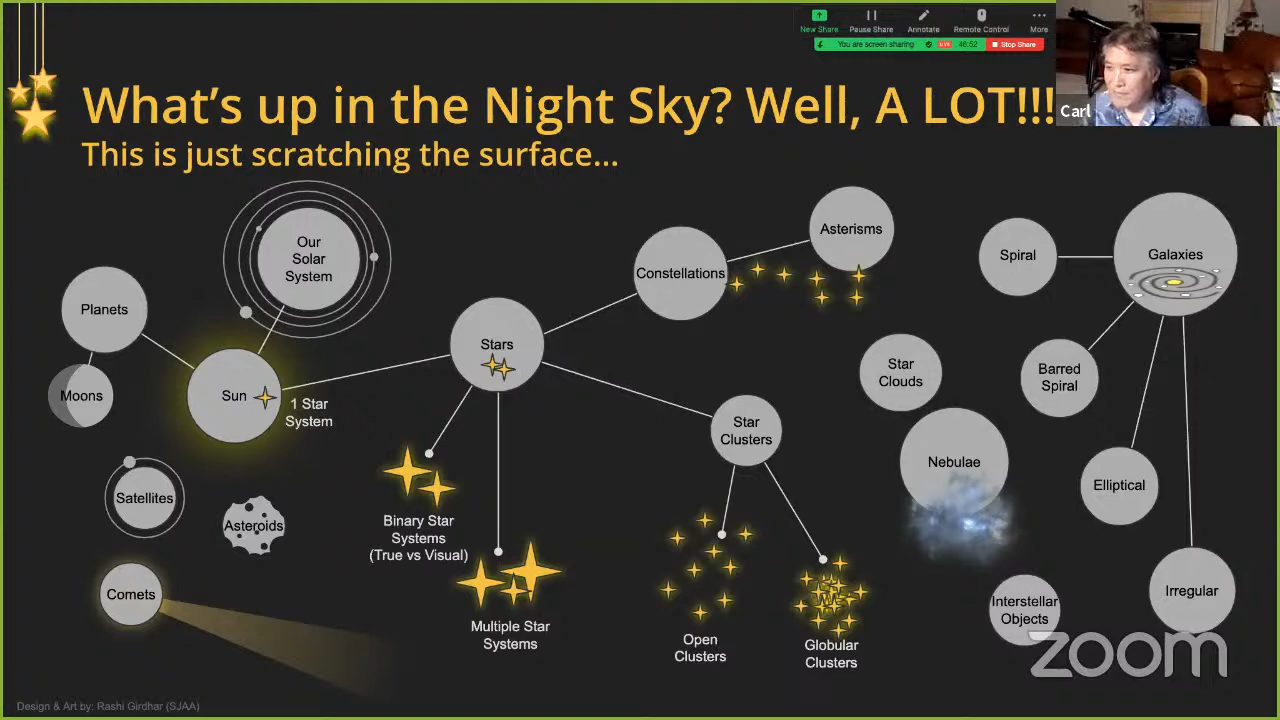 New Share
Pause Share
Annotate
Remote Control
More
You are screen sharing
LIVE
48:52
Stop Share
What's up in the Night Sky? Well, A LOT!!!
Carl
This is just scratching the surface...
Our
Solar
System
Planets
Moons
Sun
1 Star
System
Stars
Constellations
Asterisms
Spiral
Galaxies
Star
Clouds
Barred
Spiral
Star
Clusters
Nebulae
Elliptical
Satellites
Asteroids
Binary Star
Systems
(True vs Visual)
Comets
Multiple Star
Systems
Open
Clusters
Globular
Clusters
Interstellar
Objects
Irregular
zoom
Design & Art by: Rashi Girdhar (SJAA)